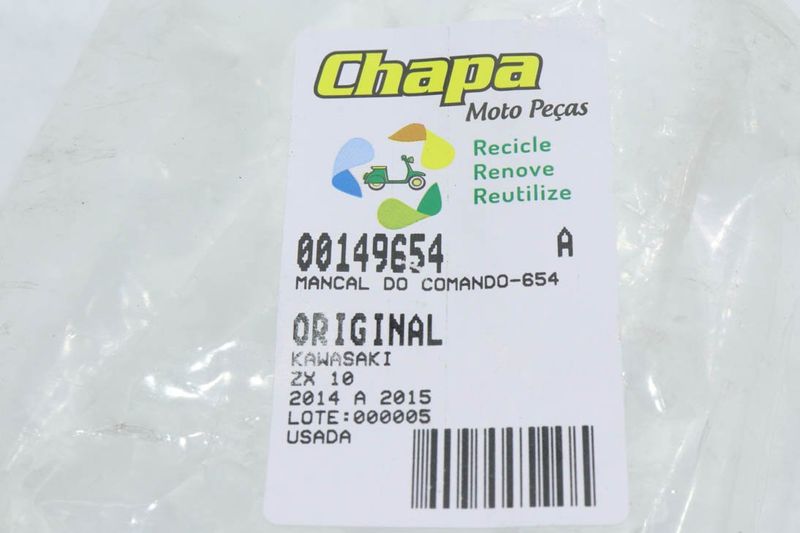 Chapa
Moto Peças
Recicle
Renove
Reutilize
00149654 A
MANCAL DO COMANDO-654
ORIGINAL
KAWASAKI
ZX 10
2014 A 2015
LOTE:000005
USADA